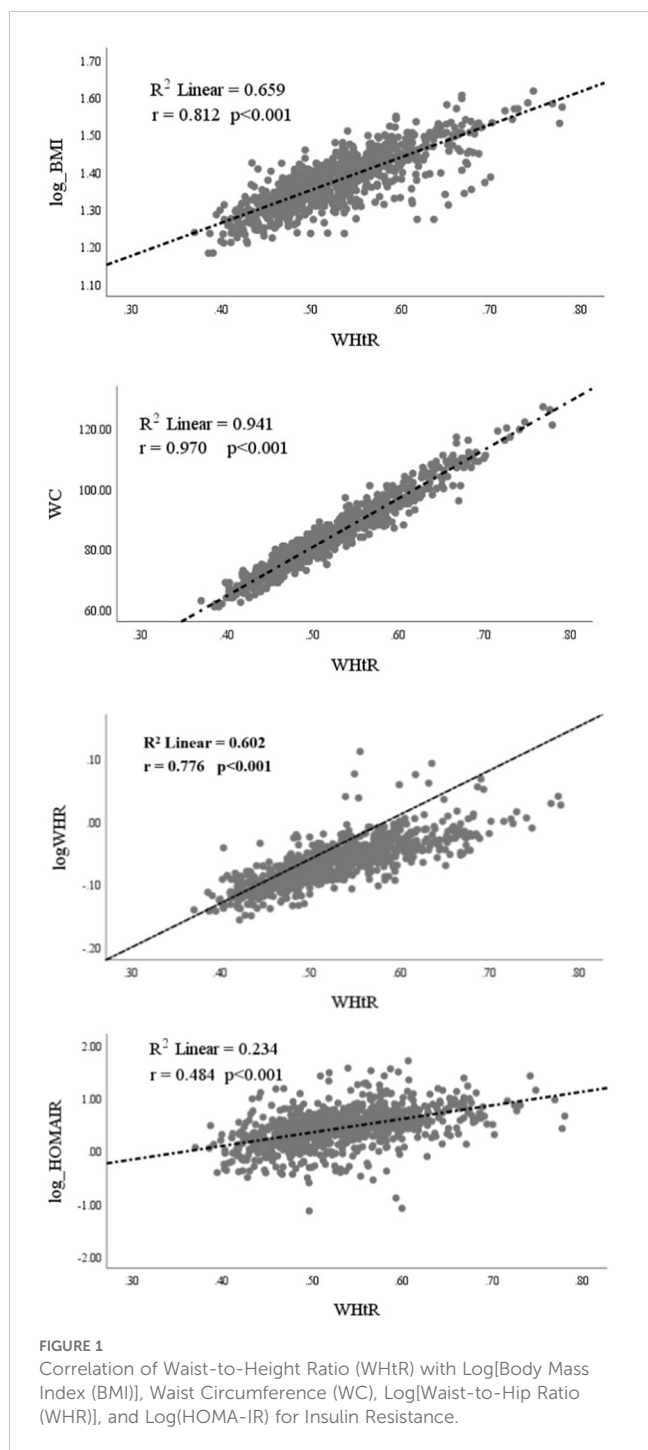 1.70
R² Linear = 0.659
1.60
r = 0.812 p<0.001
1.50
log_BMI
1.40
1.30
1.20
1.10
.30 .40 .50 .60 .70 .80
WHtR
R² Linear = 0.941
120.00
r = 0.970 p<0.001
100.00
WC
80.00
60.00
.30 .40 .50 .60 .70 .80
WHtR
R² Linear = 0.602
.10
r = 0.776 p<0.001
.00
logWHR
-.10
-.20
.30 .40 .50 .60 .70 .80
WHtR
2.00
R² Linear = 0.234
r = 0.484 p<0.001
1.00
log_HOMAIR
.00
-1.00
-2.00
.30 .40 .50 .60 .70 .80
WHtR
FIGURE 1
Correlation of Waist-to-Height Ratio (WHtR) with Log[Body Mass
Index (BMI)], Waist Circumference (WC), Log[Waist-to-Hip Ratio
(WHR)], and Log(HOMA-IR) for Insulin Resistance.